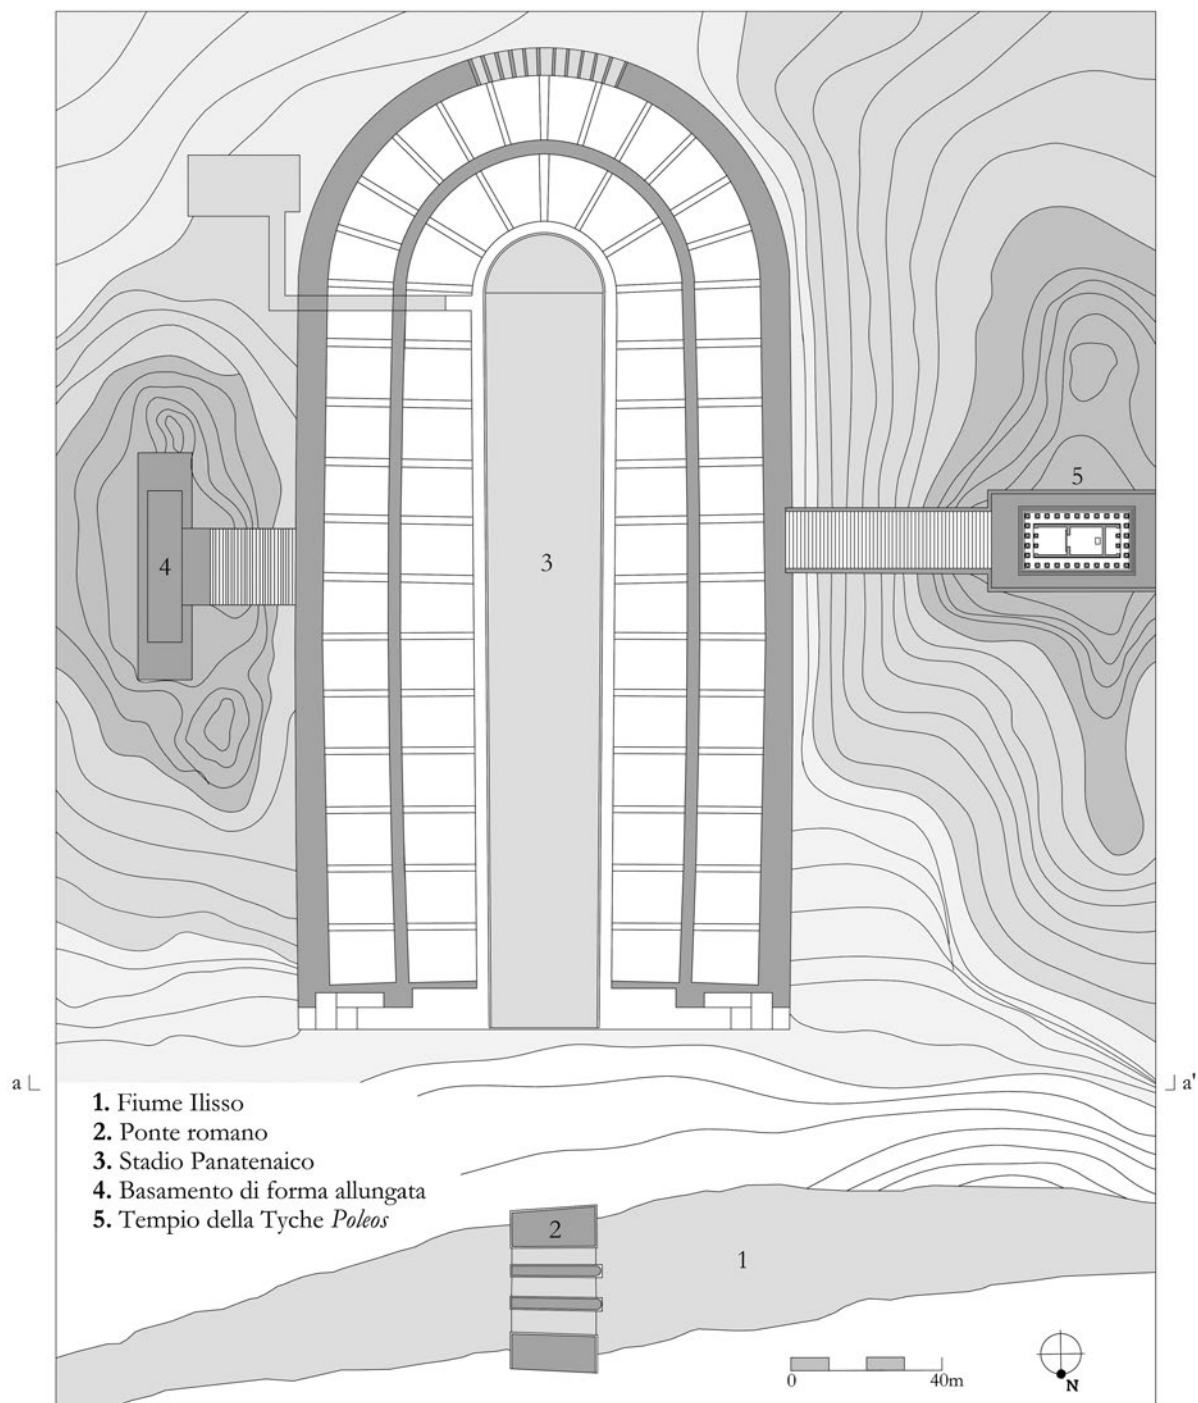 5
3
4
a
a'
1. Fiume Ilisso
2. Ponte romano
3. Stadio Panatenaico
4. Basamento di forma allungata
5. Tempio della Tyche Poleos
2
1
0
40m
N